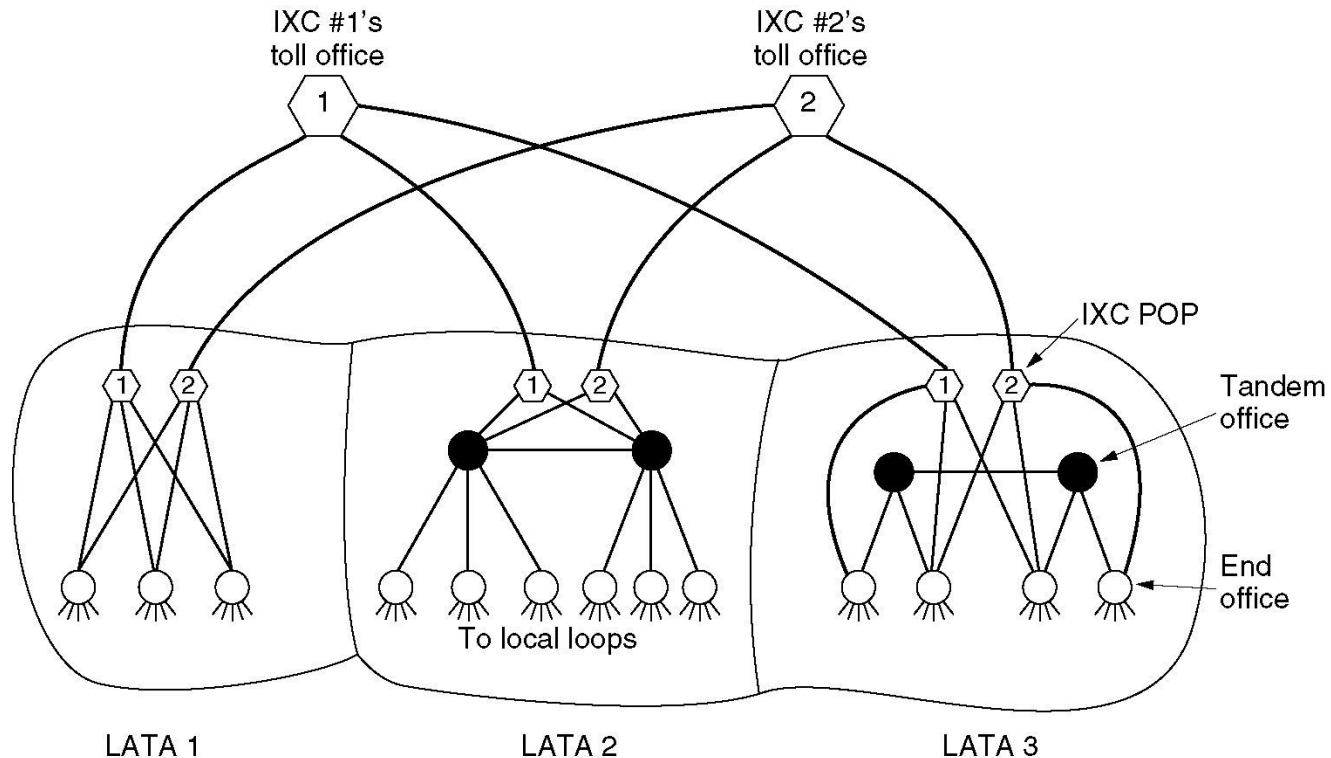 IXC #1's
toll office
IXC #2's
toll office
1
2
IXC POP
1
2
1
2
1
2
Tandem
office
End
office
To local loops
LATA 1
LATA 2
LATA 3